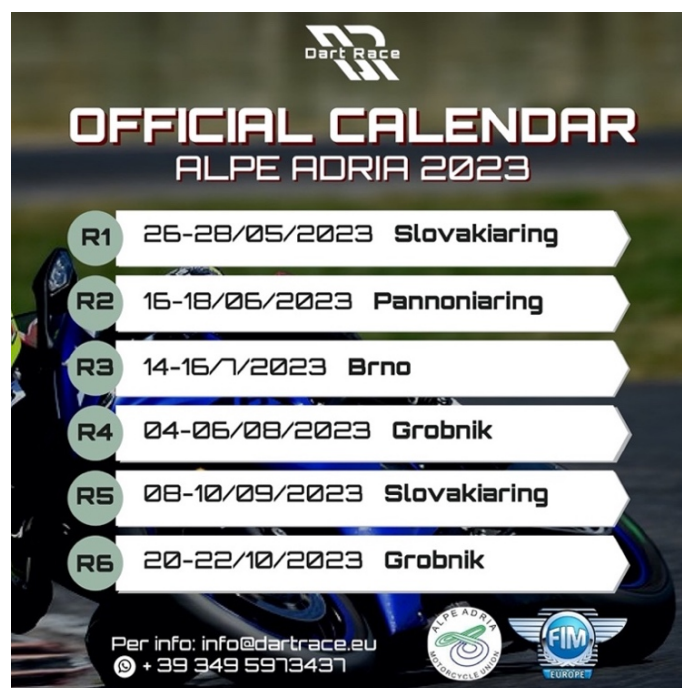 Dart Race
OFFICIAL CALENDAR
ALPE ADRIA 2023
R1 26-28/05/2023 Slovakiaring
R2 16-18/06/2023 Pannoniaring
R3 14-16/7/2023 Brno
R4 04-06/08/2023 Grobnik
R5 08-10/09/2023 Slovakiaring
R6 20-22/10/2023 Grobnik
Per info: info@dartrace.eu
+ 39 349 5973437
ALPE ADRIA
MOTORCYCLE UNION
FIM
EUROPE